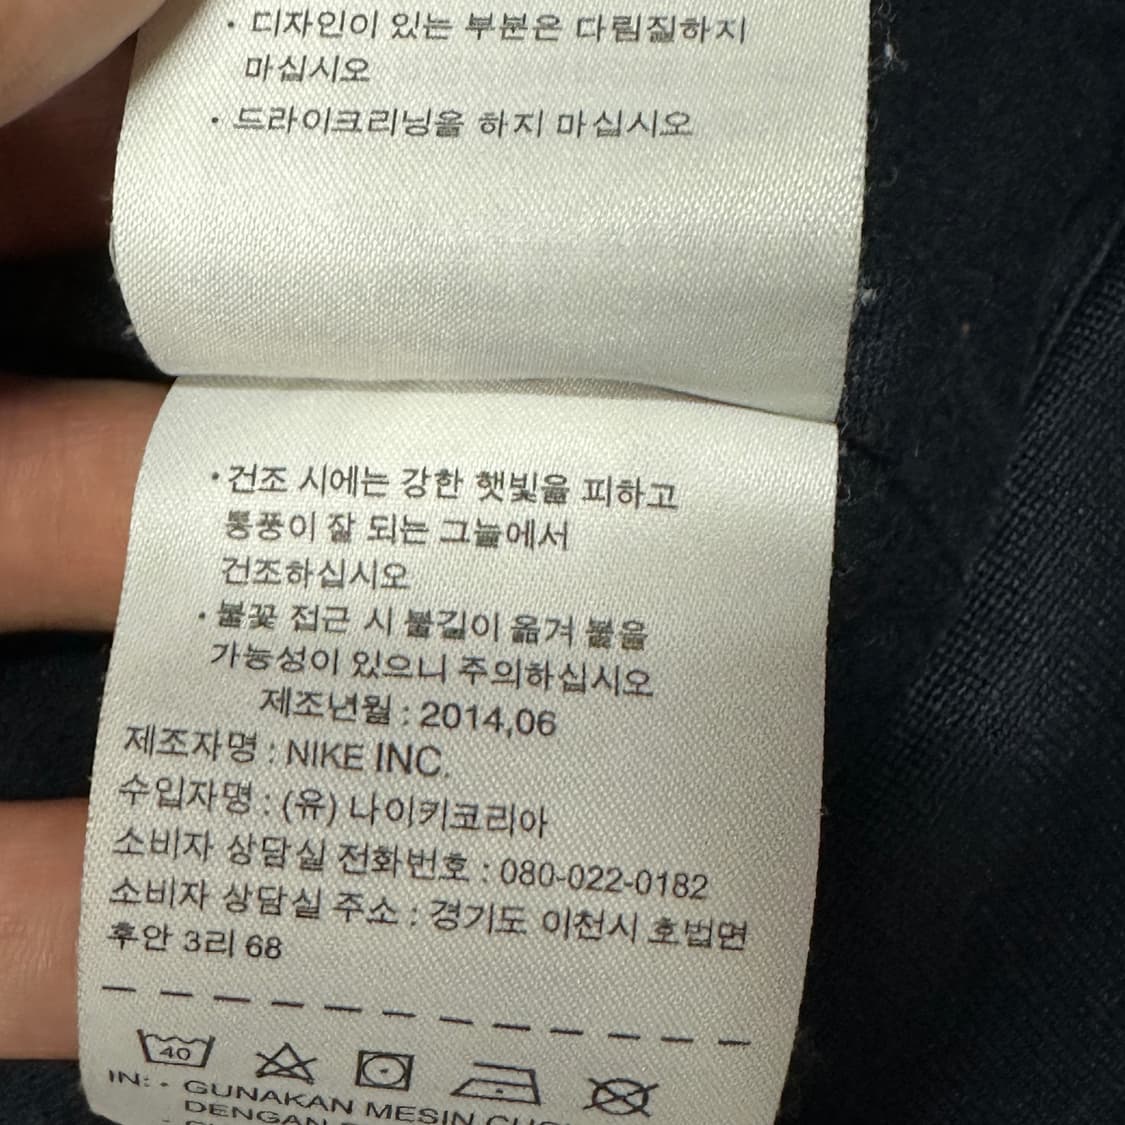 · 디자인이 있는 부분은 다림질하지
마십시오
· 드라이크리닝을 하지 마십시오
· 건조 시에는 강한 햇빛을 피하고
통풍이 잘 되는 그늘에서
건조하십시오
· 불꽃 접근 시 불길이 옮겨 붙을
가능성이 있으니 주의하십시오
제조년월 : 2014,06
제조자명 : NIKE INC.
수입자명 : (유) 나이키코리아
소비자 상담실 전화번호 : 080-022-0182
소비자 상담실 주소 : 경기도 이천시 호법면
후안 3리 68
40
IN: · GUNAKAN MESIN
DENGAN